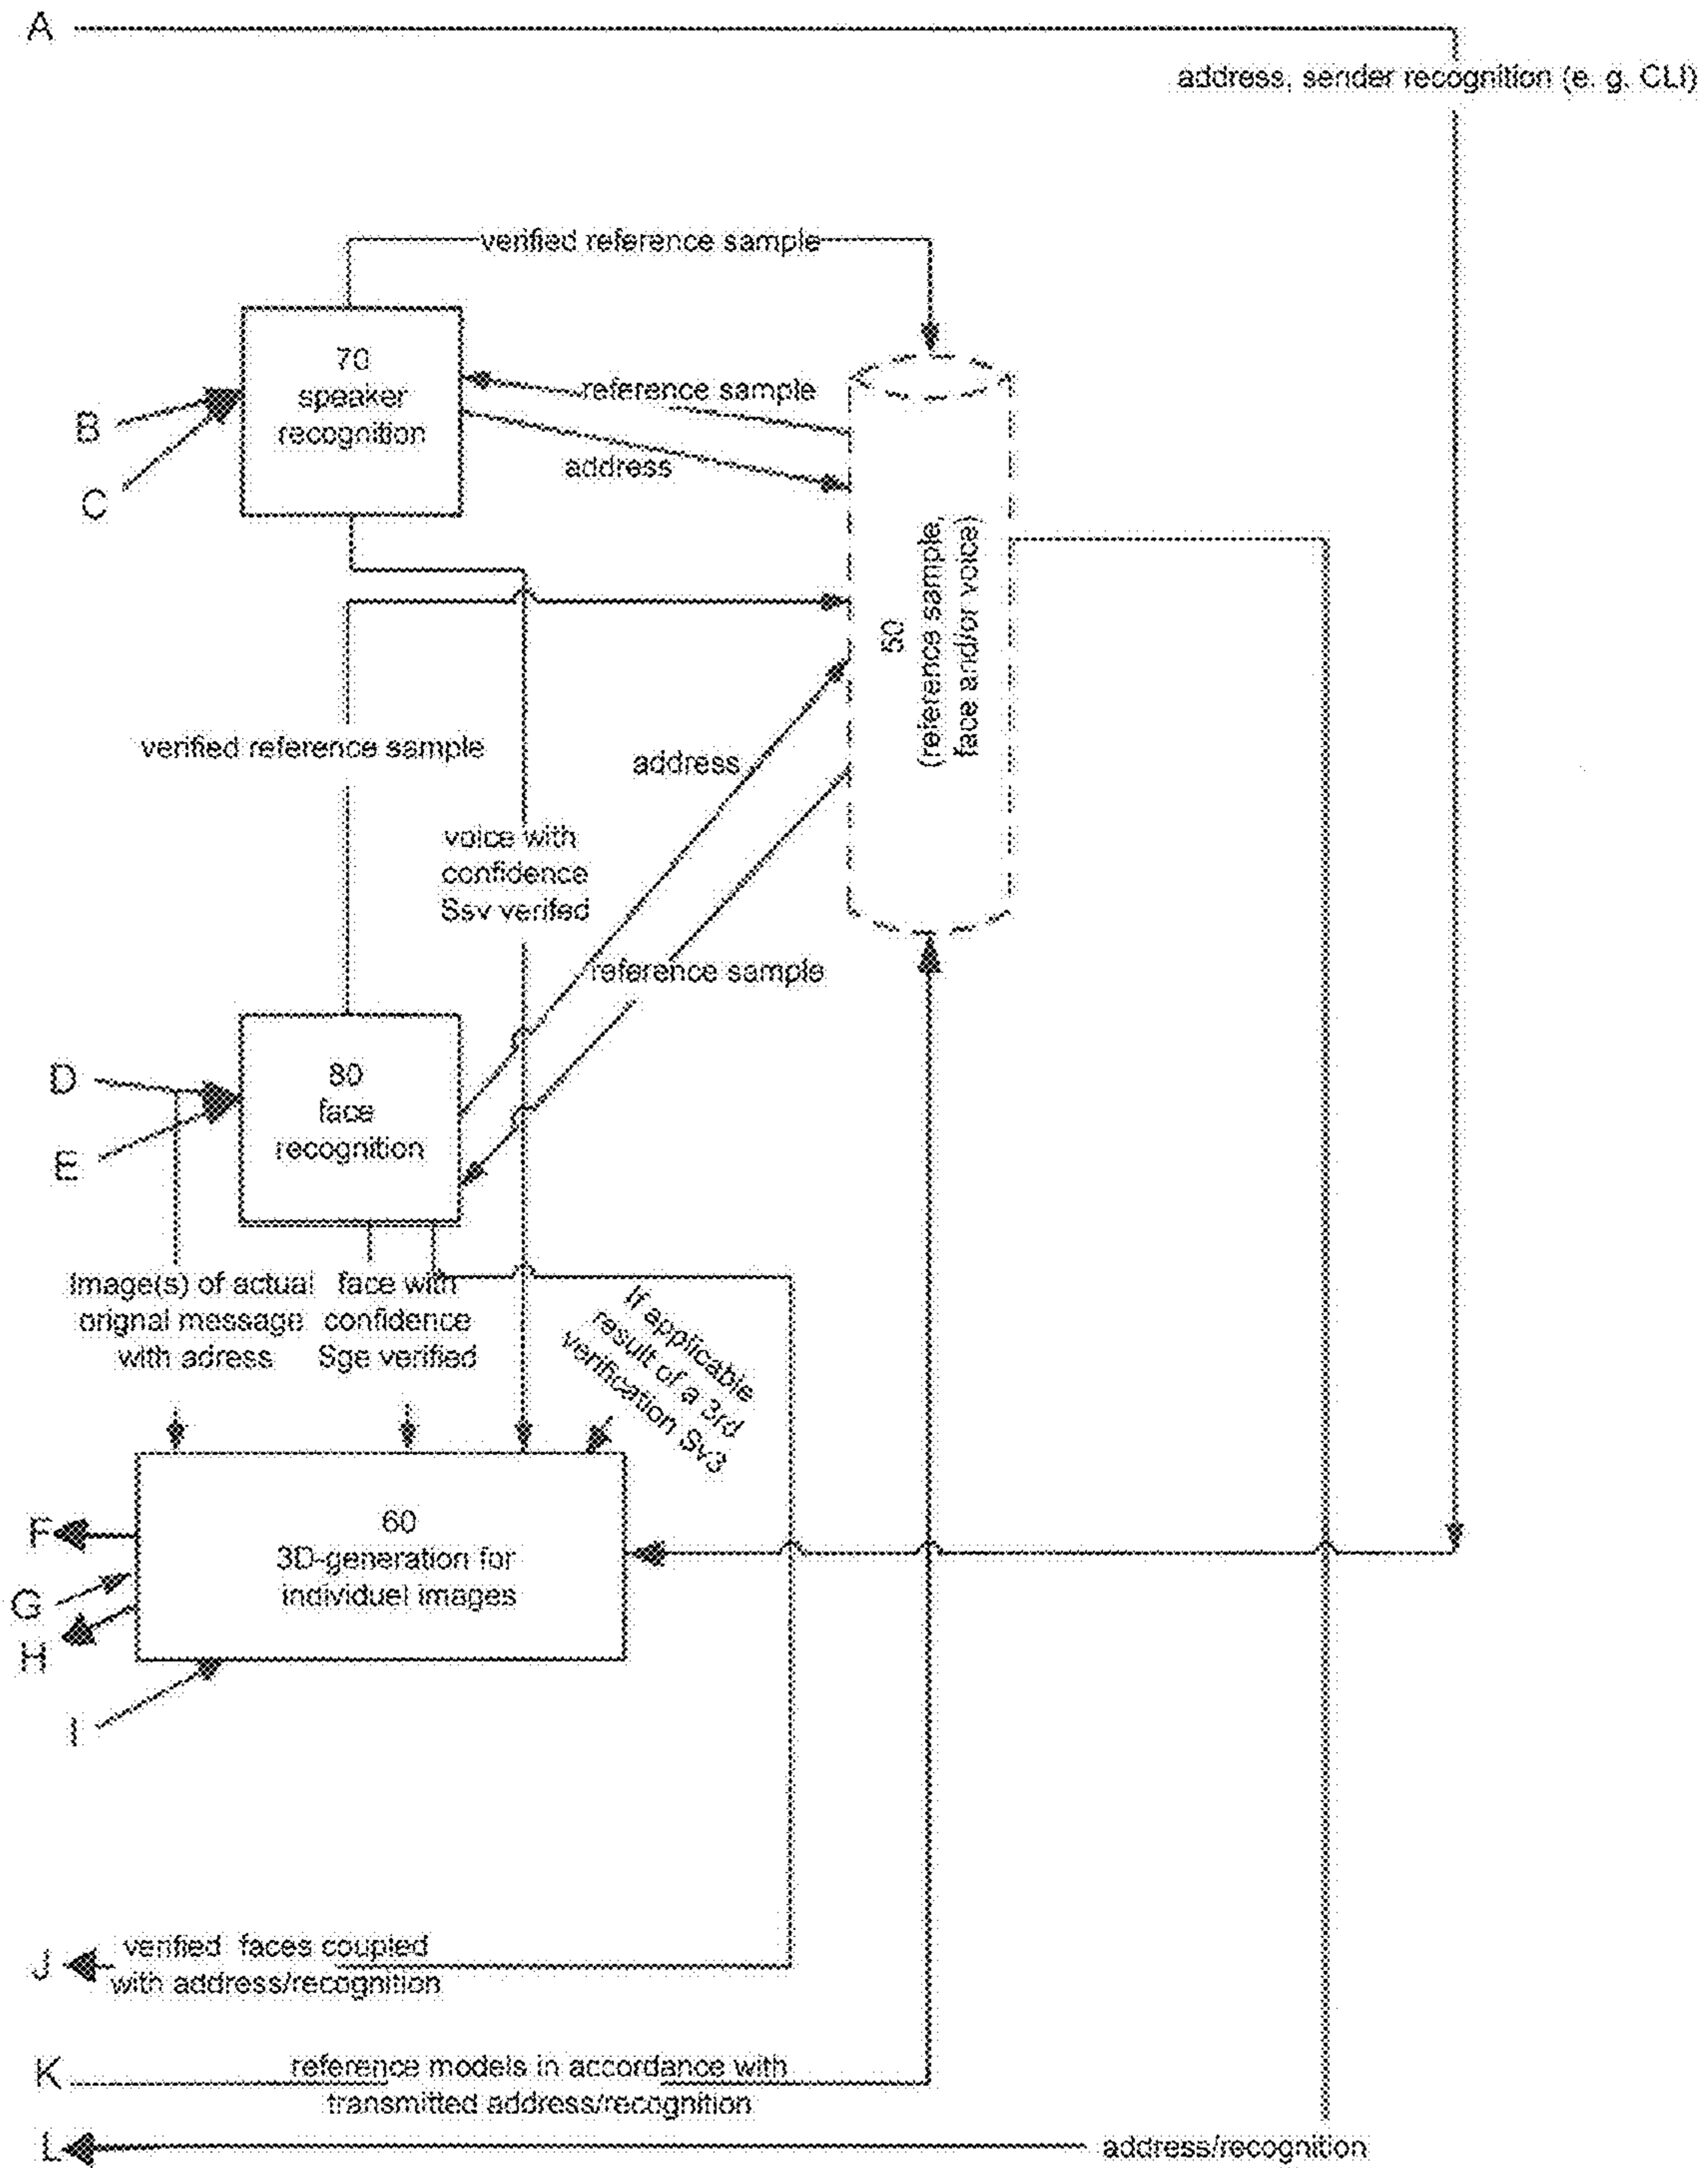 A
address, sender recognition (e. g. CLI)
verified reference sample
70
speaker
recognition
B
C
reference sample
address
50
(reference sample,
face and/or voice)
verified reference sample
address
voice with
confidence
Ssv verifed
reference sample
80
face
recognition
D
E
Image(s) of actual
orignal message
with adress
face with
confidence
Sge verified
If applicable
result of a 3rd
verification Sv3
60
3D-generation for
individuel images
F
G
H
I
J
verified faces coupled
with address/recognition
K
reference models in accordance with
transmitted address/recognition
L
address/recognition